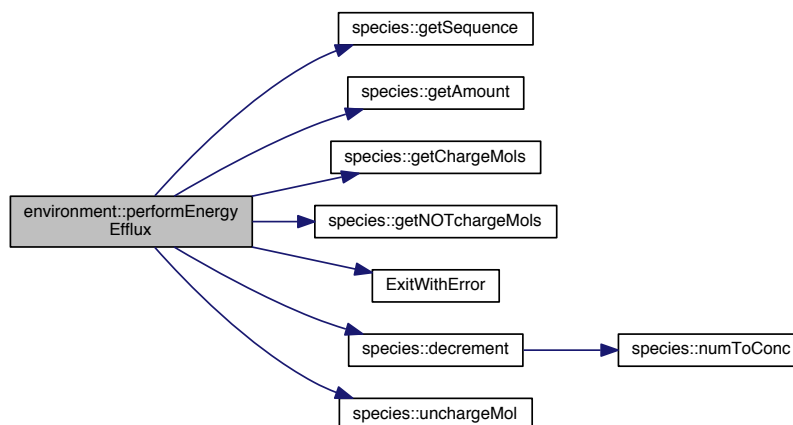 species::getSequence
species::getAmount
species::getChargeMols
environment::performEnergy
Efflux
species::getNOTchargeMols
ExitWithError
species::decrement
species::numToConc
species::unchargeMol